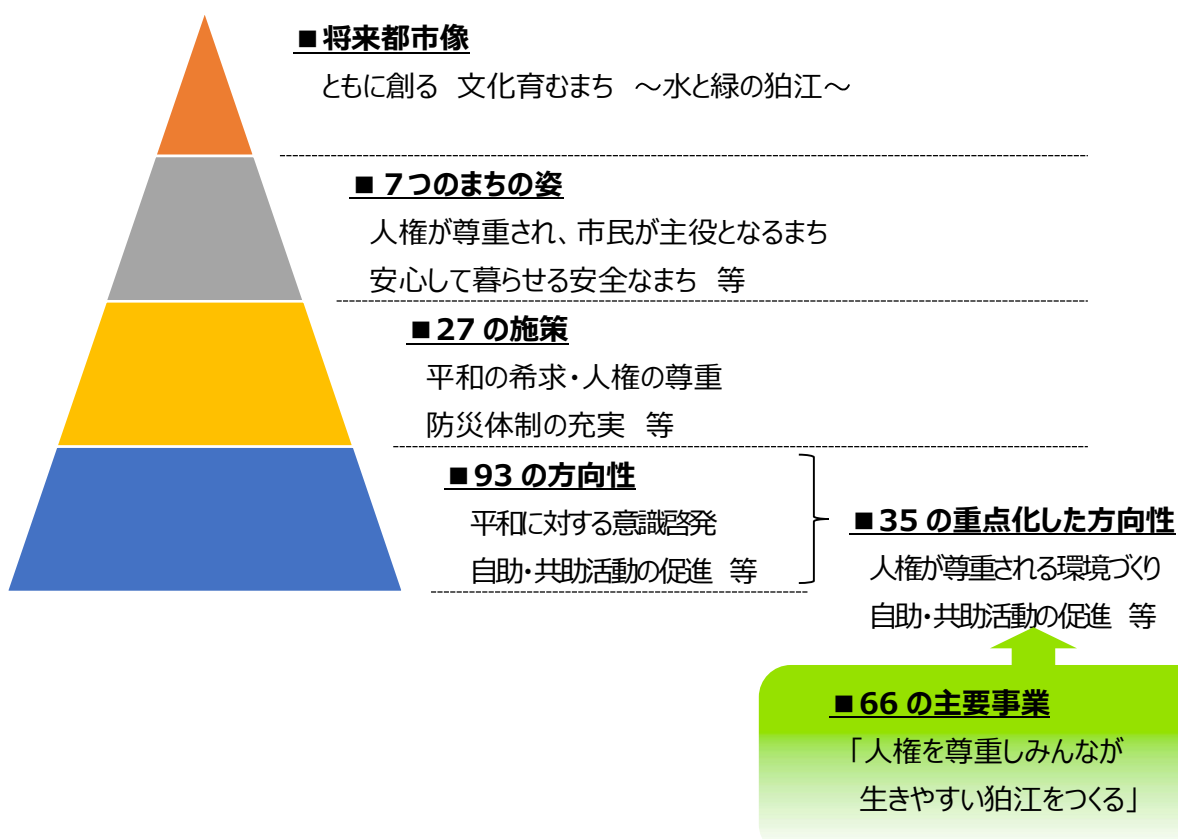 ■将来都市像
ともに創る 文化育むまち ～水と緑の狛江～
■７つのまちの姿
人権が尊重され、市民が主役となるまち
安心して暮らせる安全なまち 等
■27 の施策
平和の希求・人権の尊重
防災体制の充実 等
■93 の方向性
平和に対する意識啓発
自助・共助活動の促進 等
■35 の重点化した方向性
人権が尊重される環境づくり
自助・共助活動の促進 等
■66 の主要事業
「人権を尊重しみんなが
生きやすい狛江をつくる」